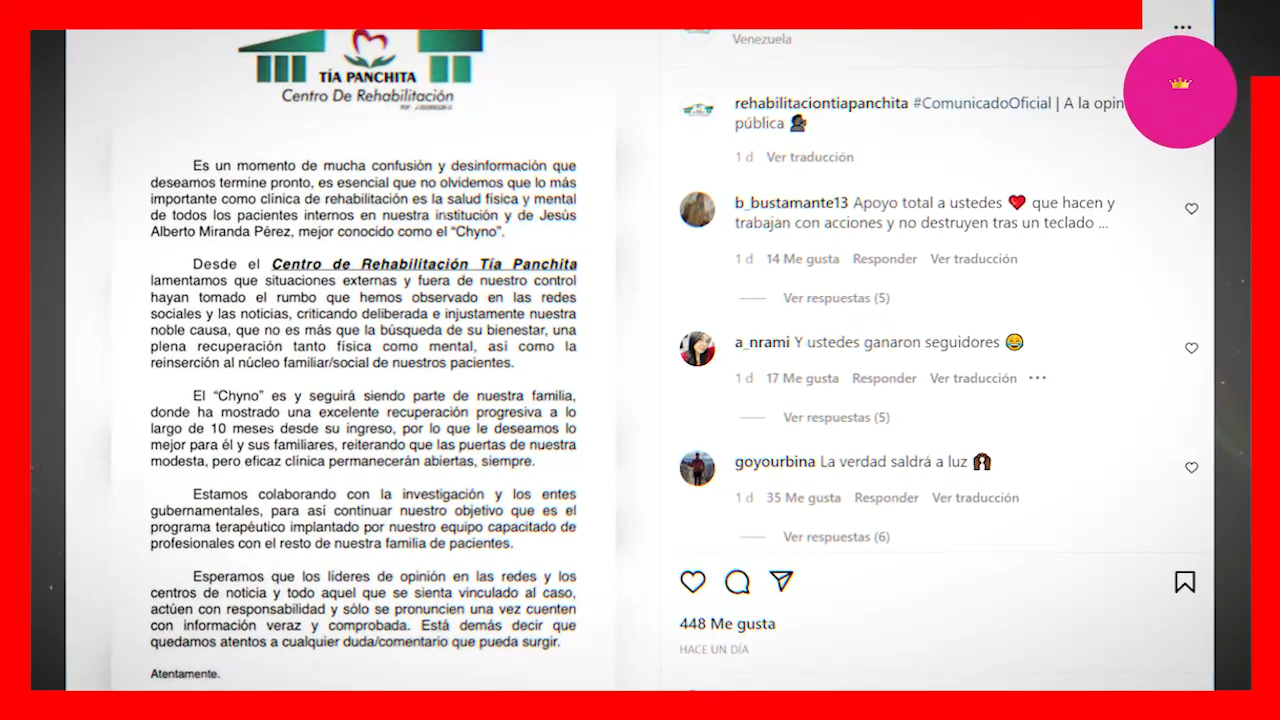 TÍA PANCHITA
Centro De Rehabilitación
Es un momento de mucha confusión y desinformación que
deseamos termine pronto, es esencial que no olvidemos que lo más
importante como clínica de rehabilitación es la salud física y mental
de todos los pacientes internos en nuestra institución y de Jesús
Alberto Miranda Pérez, mejor conocido como el “Chyno”.
Desde el Centro de Rehabilitación Tía Panchita
lamentamos que situaciones externas y fuera de nuestro control
hayan tomado el rumbo que hemos observado en las redes
sociales y las noticias, criticando deliberada e injustamente nuestra
noble causa, que no es más que la búsqueda de su bienestar, una
plena recuperación tanto física como mental, así como la
reinserción al núcleo familiar/social de nuestros pacientes.
El “Chyno” es y seguirá siendo parte de nuestra familia,
donde ha mostrado una excelente recuperación progresiva a lo
largo de 10 meses desde su ingreso, por lo que le deseamos lo
mejor para él y sus familiares, reiterando que las puertas de nuestra
modesta, pero eficaz clínica permanecerán abiertas, siempre.
Estamos colaborando con la investigación y los entes
gubernamentales, para así continuar nuestro objetivo que es el
programa terapéutico implantado por nuestro equipo capacitado de
profesionales con el resto de nuestra familia de pacientes.
Esperamos que los líderes de opinión en las redes y los
centros de noticia y todo aquel que se sienta vinculado al caso,
actúen con responsabilidad y sólo se pronuncien una vez cuenten
con información veraz y comprobada. Está demás decir que
quedamos atentos a cualquier duda/comentario que pueda surgir.
Atentamente.
Venezuela
rehabilitaciontiapanchita #ComunicadoOficial | A la opin
pública 🗣️
1 d Ver traducción
b_bustamante13 Apoyo total a ustedes ❤️ que hacen y
trabajan con acciones y no destruyen tras un teclado ...
1 d 14 Me gusta Responder Ver traducción
Ver respuestas (5)
a_nrami Y ustedes ganaron seguidores 😂
1 d 17 Me gusta Responder Ver traducción
Ver respuestas (5)
goyourbina La verdad saldrá a luz
1 d 35 Me gusta Responder Ver traducción
Ver respuestas (6)
448 Me gusta
HACE UN DÍA